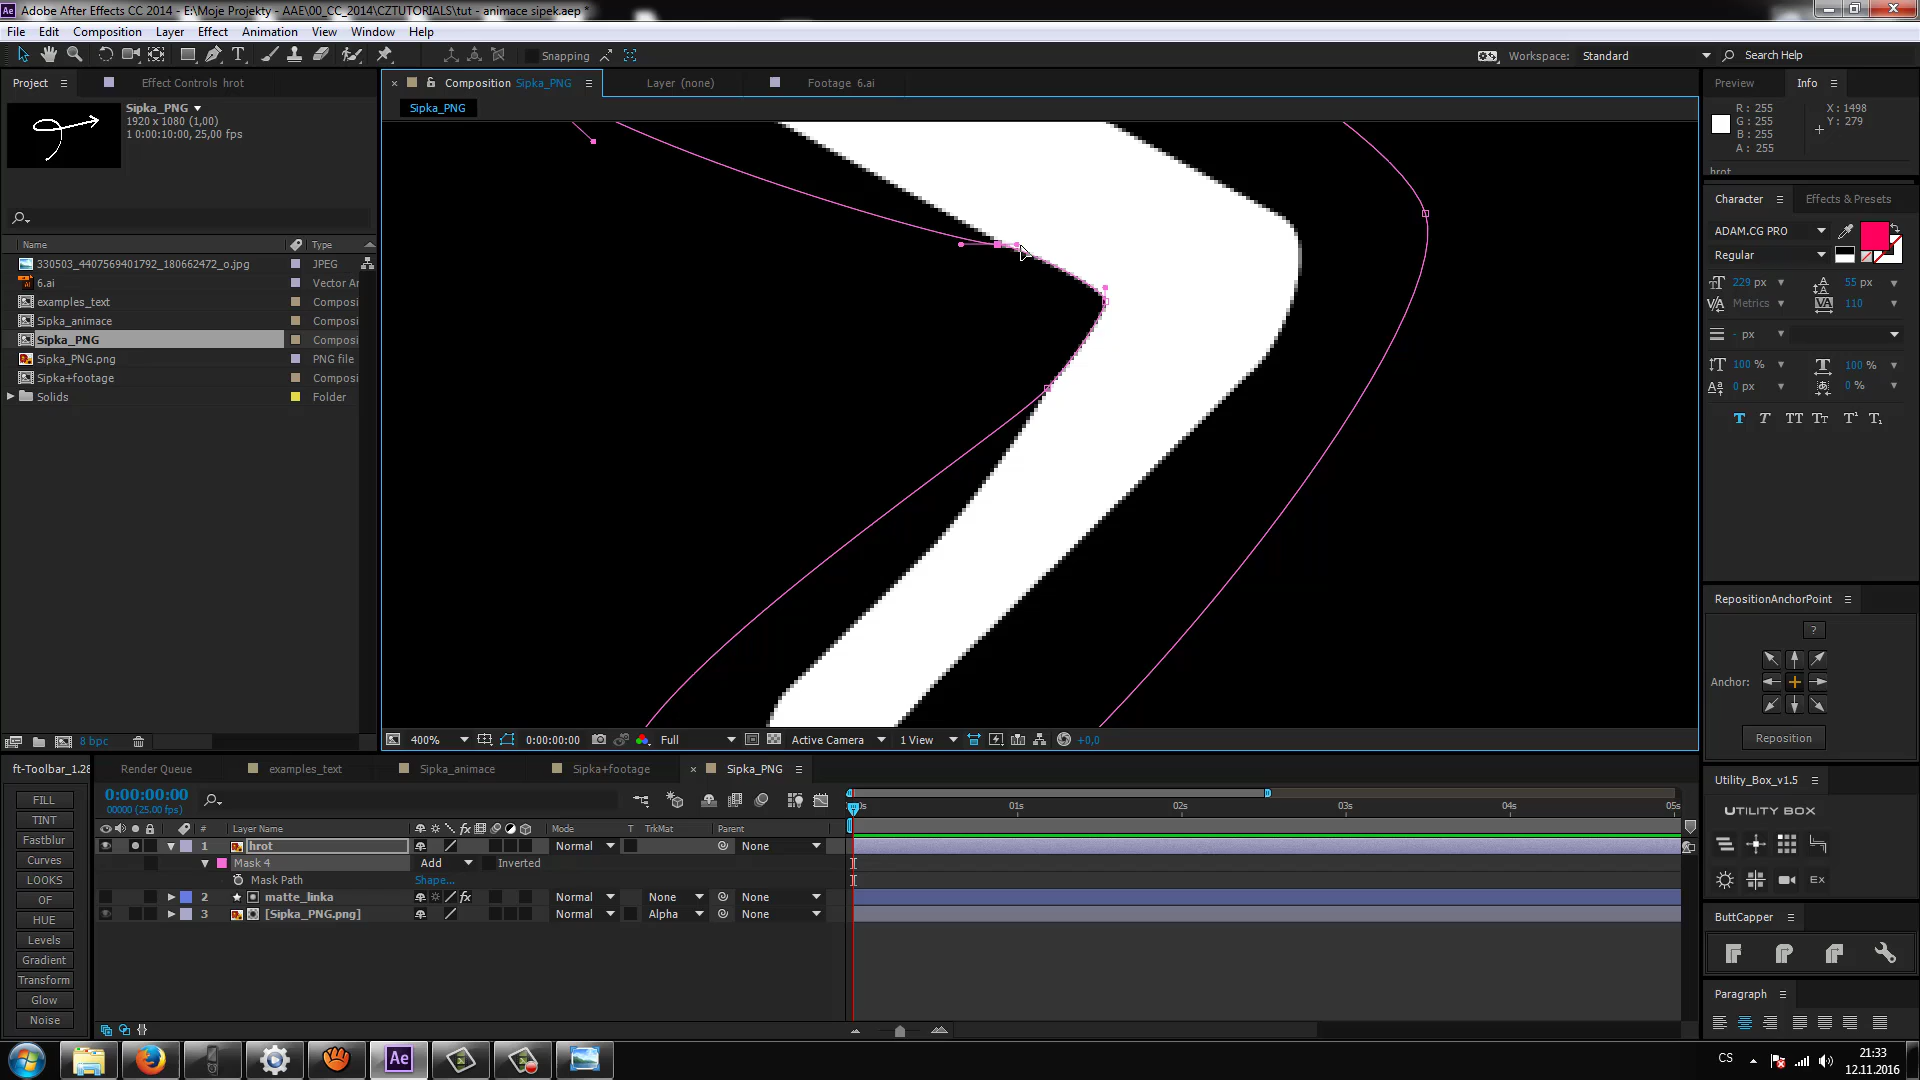 Adobe After Effects CC 2014 - E:\Moje Projekty - AAE\00_CC_2014\CZTUTORIALS\tut - animace sipek.aep *
File Edit Composition Layer Effect Animation View Window Help
Snapping
Workspace: Standard
Search Help
Project
Effect Controls hrot
Composition Sipka_PNG
Layer (none)
Footage 6.ai
Preview
Info
Sipka_PNG
Sipka_PNG
1920 x 1080 (1,00)
1 0:00:10:00, 25,00 fps)
R : 255
G : 255
B : 255
A : 255
X : 1498
Y : 279
hrot
Character
Effects & Presets
ADAM.CG PRO
Regular
229 px
55 px
Metrics
110
- px
100 %
100 %
0 px
0 %
Name
Type
330503_4407569401792_180662472_o.jpg JPEG
6.ai Vector Ar
examples_text Composi
Sipka_animace Composi
Sipka_PNG Composi
Sipka_PNG.png PNG file
Sipka+footage Composi
Solids Folder
RepositionAnchorPoint
?
Anchor:
Reposition
8 bpc
400%
0:00:00:00
Full
Active Camera
1 View
+0,0
ft-Toolbar_1.28
Render Queue
examples_text
Sipka_animace
Sipka+footage
Sipka_PNG
Utility_Box_v1.5
UTILITY BOX
EX
0:00:00:00
00000 (25.00 fps)
01s
02s
03s
04s
05s
# Layer Name Mode T TrkMat Parent
1 hrot Normal None
Mask 4 Add Inverted
Mask Path Shape...
2 matte_linka Normal None None
3 [Sipka_PNG.png] Normal Alpha None
FILL
TINT
Fastblur
Curves
LOOKS
OF
HUE
Levels
Gradient
Transform
Glow
Noise
ButtCapper
Paragraph
CS
21:33
12.11.2016